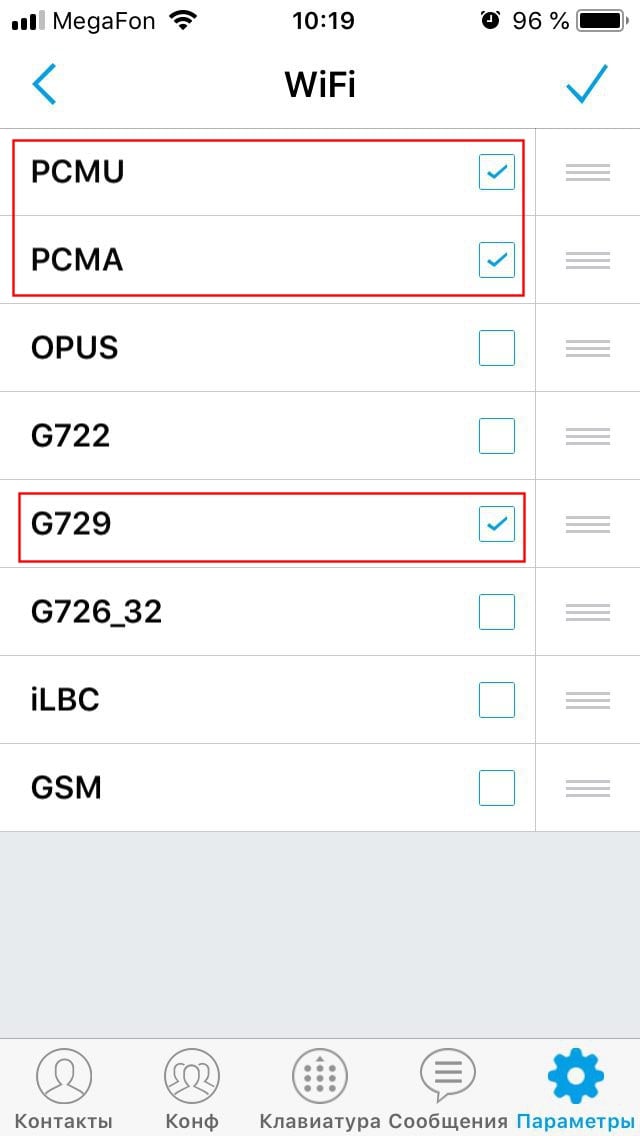 MegaFon 10:19 96 %
WiFi
PCMU
PCMA
OPUS
G722
G729
G726_32
iLBC
GSM
Контакты Конф Клавиатура Сообщения Параметры